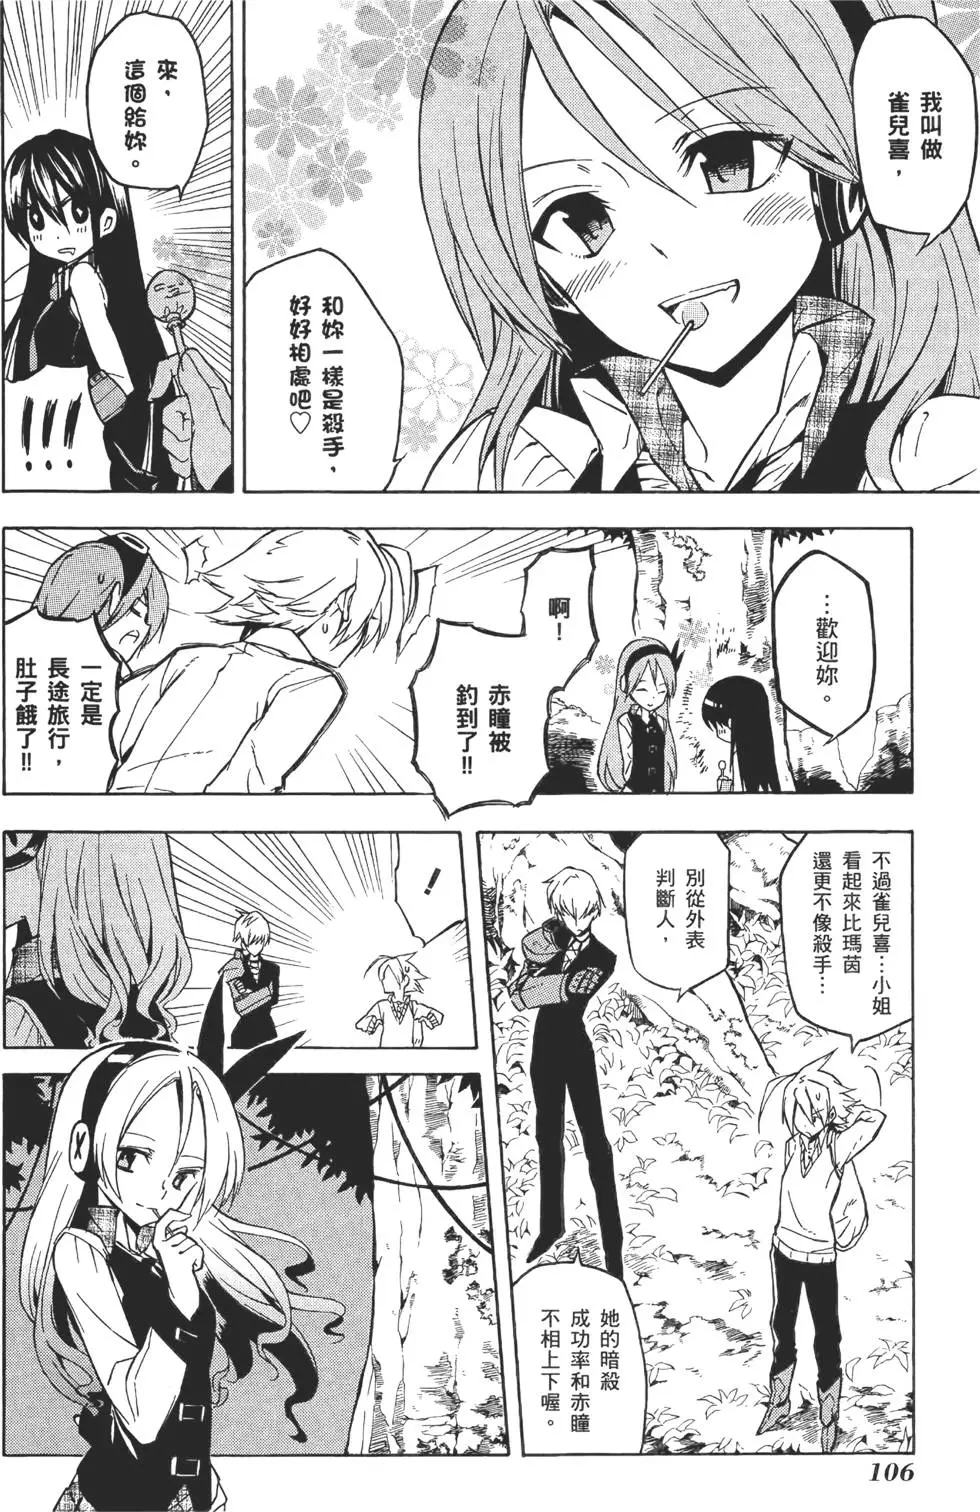 我叫做
雀兒喜，
和妳一樣是殺手，
好好相處吧♡
來，
這個給妳。
!!!
…歡迎妳。
啊！
赤瞳被
釣到了!!
一定是
長途旅行，
肚子餓了!!
不過雀兒喜…小姐
看起來比瑪茵
還更不像殺手…
別從外表
判斷人，
她的暗殺
成功率和赤瞳
不相上下喔。
!
X
106